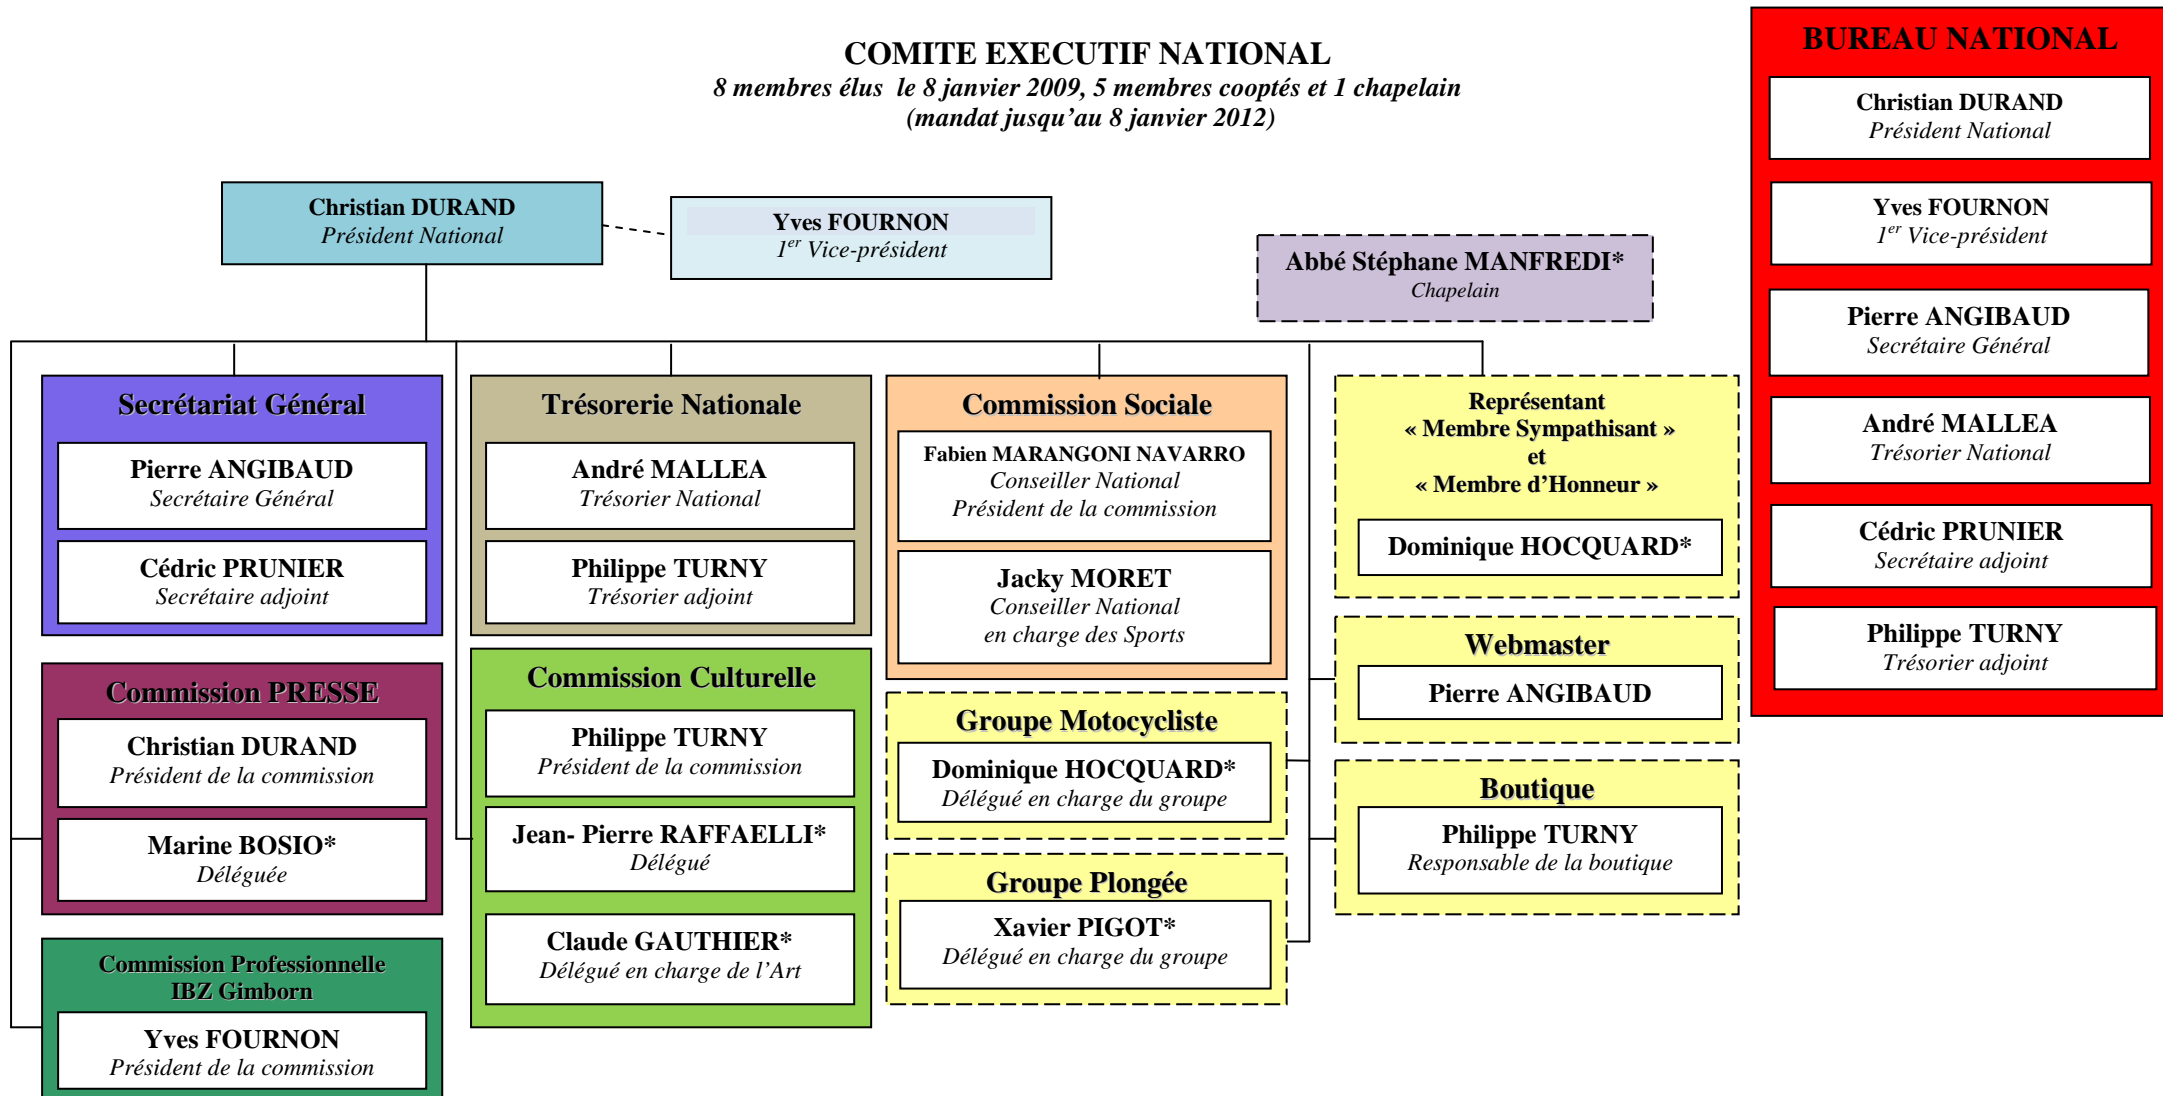 COMITE EXECUTIF NATIONAL
8 membres élus le 8 janvier 2009, 5 membres cooptés et 1 chapelain
(mandat jusqu'au 8 janvier 2012)
Christian DURAND
Président National
Yves FOURNON
1er Vice-président
Abbé Stéphane MANFREDI*
Chapelain
Secrétariat Général
Pierre ANGIBAUD
Secrétaire Général
Cédric PRUNIER
Secrétaire adjoint
Commission PRESSE
Christian DURAND
Président de la commission
Marine BOSIO*
Déléguée
Commission Professionnelle
IBZ Gimborn
Yves FOURNON
Président de la commission
Trésorerie Nationale
André MALLEA
Trésorier National
Philippe TURNY
Trésorier adjoint
Commission Culturelle
Philippe TURNY
Président de la commission
Jean- Pierre RAFFAELLI*
Délégué
Claude GAUTHIER*
Délégué en charge de l'Art
Commission Sociale
Fabien MARANGONI NAVARRO
Conseiller National
Président de la commission
Jacky MORET
Conseiller National
en charge des Sports
Groupe Motocycliste
Dominique HOCQUARD*
Délégué en charge du groupe
Groupe Plongée
Xavier PIGOT*
Délégué en charge du groupe
Représentant
« Membre Sympathisant »
et
« Membre d'Honneur »
Dominique HOCQUARD*
Webmaster
Pierre ANGIBAUD
Boutique
Philippe TURNY
Responsable de la boutique
BUREAU NATIONAL
Christian DURAND
Président National
Yves FOURNON
1er Vice-président
Pierre ANGIBAUD
Secrétaire Général
André MALLEA
Trésorier National
Cédric PRUNIER
Secrétaire adjoint
Philippe TURNY
Trésorier adjoint